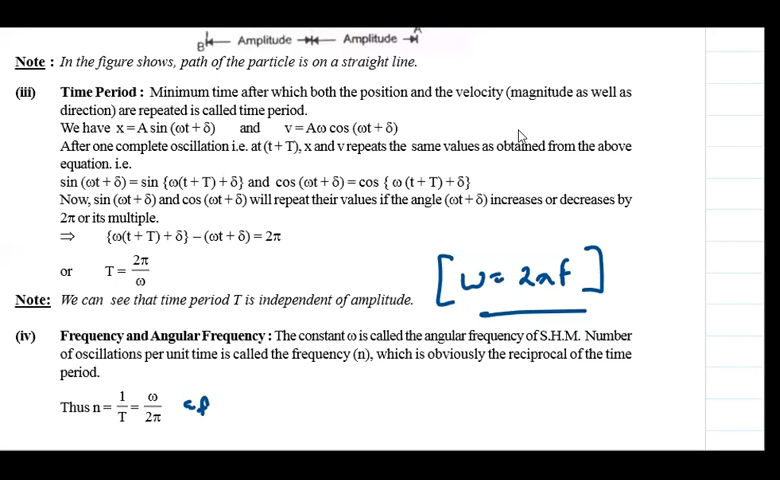 B Amplitude Amplitude A
Note : In the figure shows, path of the particle is on a straight line.
(iii) Time Period : Minimum time after which both the position and the velocity (magnitude as well as
direction) are repeated is called time period.
We have x = A sin (ωt + δ) and v = Aω cos (ωt + δ)
After one complete oscillation i.e. at (t + T), x and v repeats the same values as obtained from the above
equation. i.e.
sin (ωt + δ) = sin {ω(t + T) + δ} and cos (ωt + δ) = cos { ω (t + T) + δ}
Now, sin (ωt + δ) and cos (ωt + δ) will repeat their values if the angle (ωt + δ) increases or decreases by
2π or its multiple.
⇒ {ω(t + T) + δ} − (ωt + δ) = 2π
or T = 2π/ω
[ω = 2πf]
Note: We can see that time period T is independent of amplitude.
(iv) Frequency and Angular Frequency : The constant ω is called the angular frequency of S.H.M. Number
of oscillations per unit time is called the frequency (n), which is obviously the reciprocal of the time
period.
Thus n = 1/T = ω/2π = f